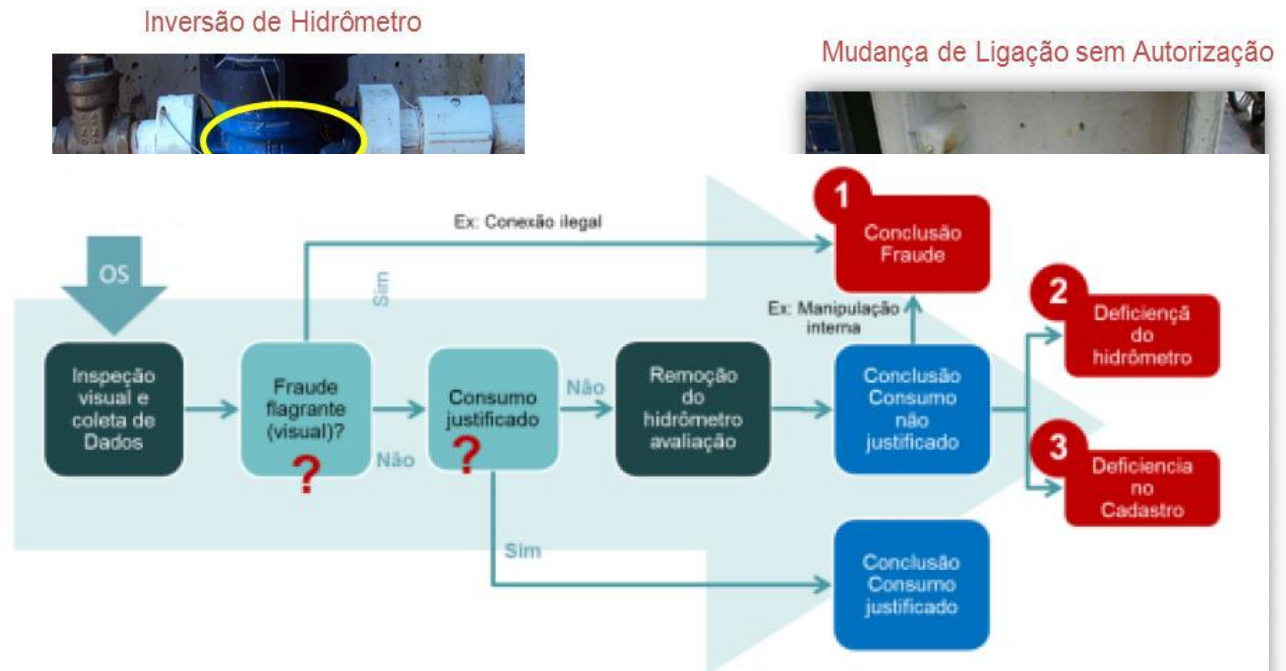 Inversão de Hidrômetro
Mudança de Ligação sem Autorização
OS
Inspeção
visual e
coleta de
Dados
Fraude
flagrante
(visual)?
?
Sim
Ex: Conexão ilegal
Não
Consumo
justificado
?
Não
Sim
Remoção
do
hidrômetro
avaliação
Conclusão
Consumo
não
justificado
Ex: Manipulação
interna
1
Conclusão
Fraude
2
Deficiençã
do
hidrômetro
3
Deficiencia
no
Cadastro
Conclusão
Consumo
justificado